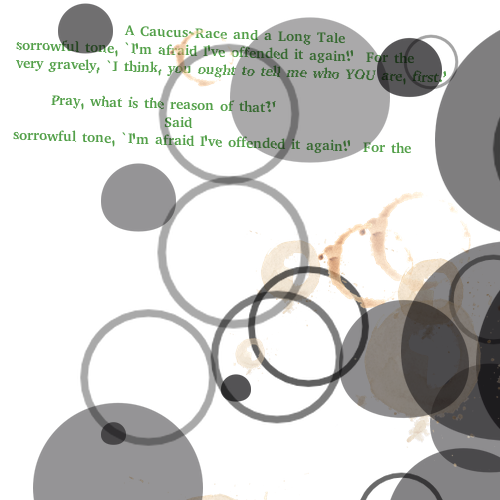 A Caucus-Race and a Long Tale
sorrowful tone, `I'm afraid I've offended it again!' For the
very gravely, `I think, you ought to tell me who YOU are, first.'
Pray, what is the reason of that?'
Said
sorrowful tone, `I'm afraid I've offended it again!' For the